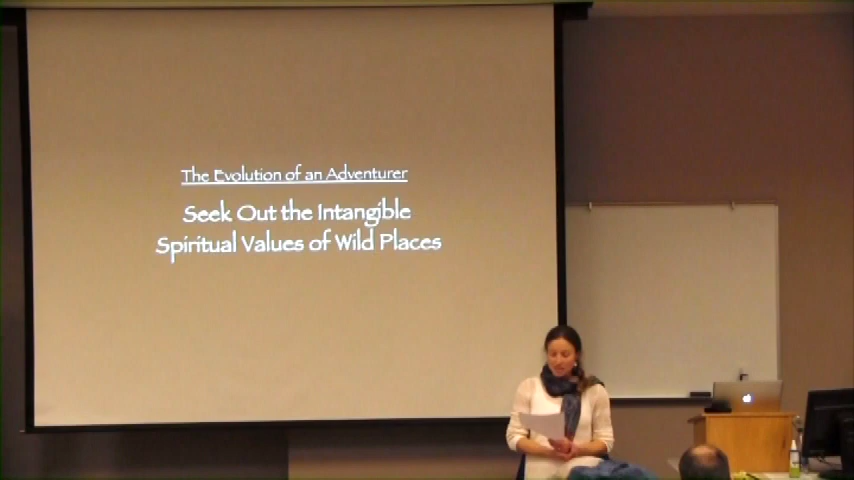 The Evolution of an Adventurer
Seek Out the Intangible
Spiritual Values of Wild Places